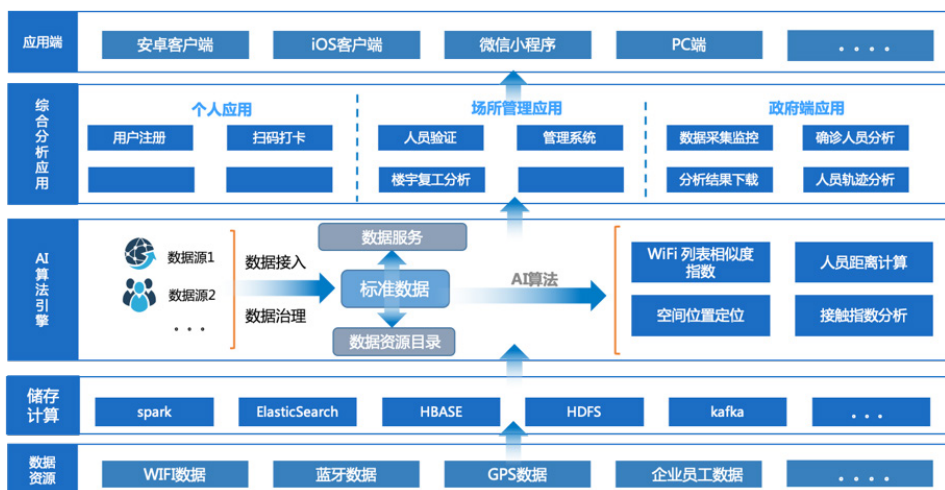 应用端
安卓客户端
iOS客户端
微信小程序
PC端
....
综合分析应用
个人应用
场所管理应用
政府端应用
用户注册
扫码打卡
人员验证
管理系统
数据采集监控
确诊人员分析
楼宇复工分析
分析结果下载
人员轨迹分析
AI算法引擎
数据源1
数据源2
...
数据接入
数据治理
数据服务
标准数据
数据资源目录
AI算法
WiFi 列表相似度
指数
人员距离计算
空间位置定位
接触指数分析
储存
计算
spark
ElasticSearch
HBASE
HDFS
kafka
...
数据
资源
WIFI数据
蓝牙数据
GPS数据
企业员工数据
....